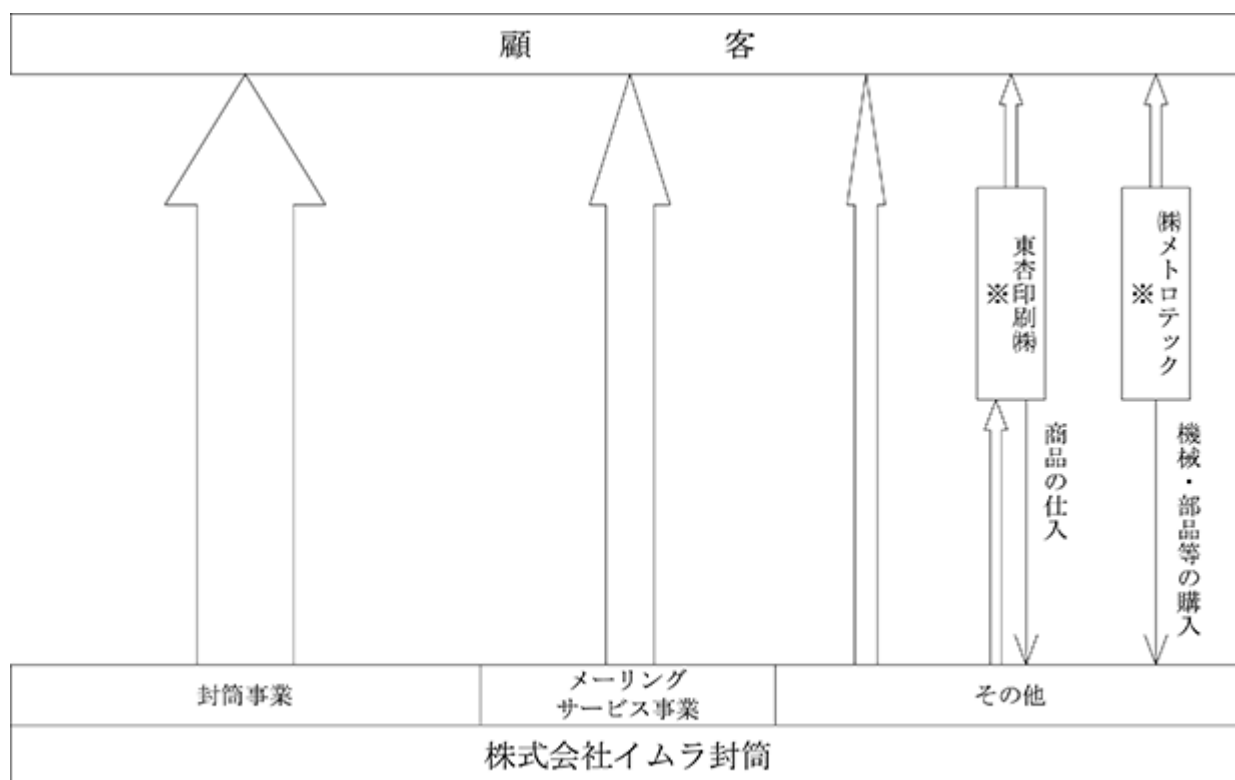 顧客
東杏印刷㈱
※
㈱メトロテック
※
商品の仕入
機械・部品等の購入
封筒事業
メーリング
サービス事業
その他
株式会社イムラ封筒